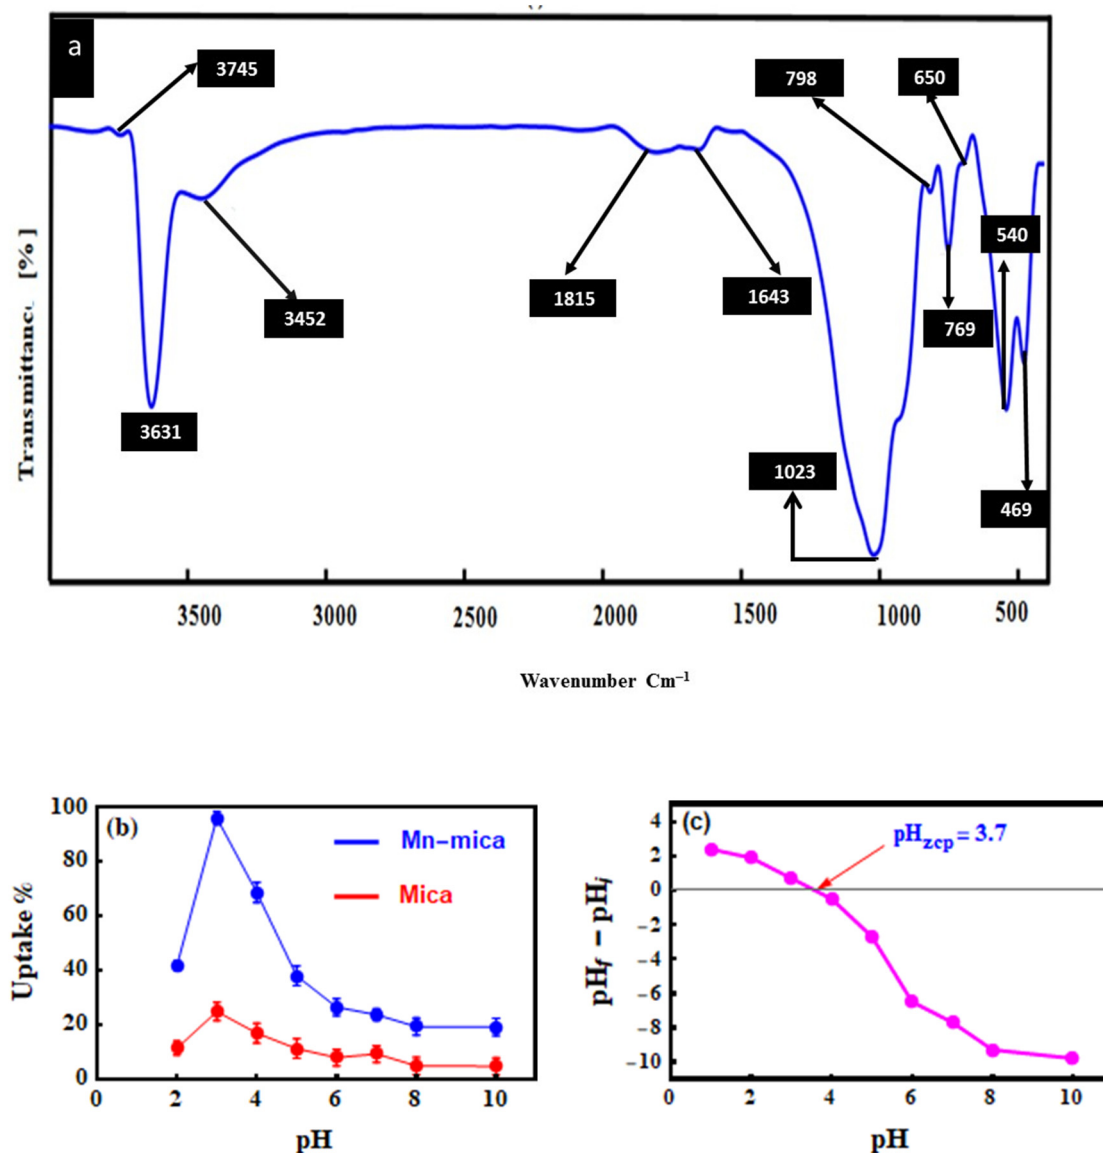 ()
a
3745
798
650
540
3452
1815
1643
769
3631
1023
469
Transmittanc [%]
3500 3000 2500 2000 1500 1000 500
Wavenumber Cm⁻¹
(b)
Mn−mica
Mica
Uptake %
100
80
60
40
20
0
0 2 4 6 8 10
pH
(c)
pHzcp = 3.7
pHf − pHi
4
2
0
−2
−4
−6
−8
−10
0 2 4 6 8 10
pH